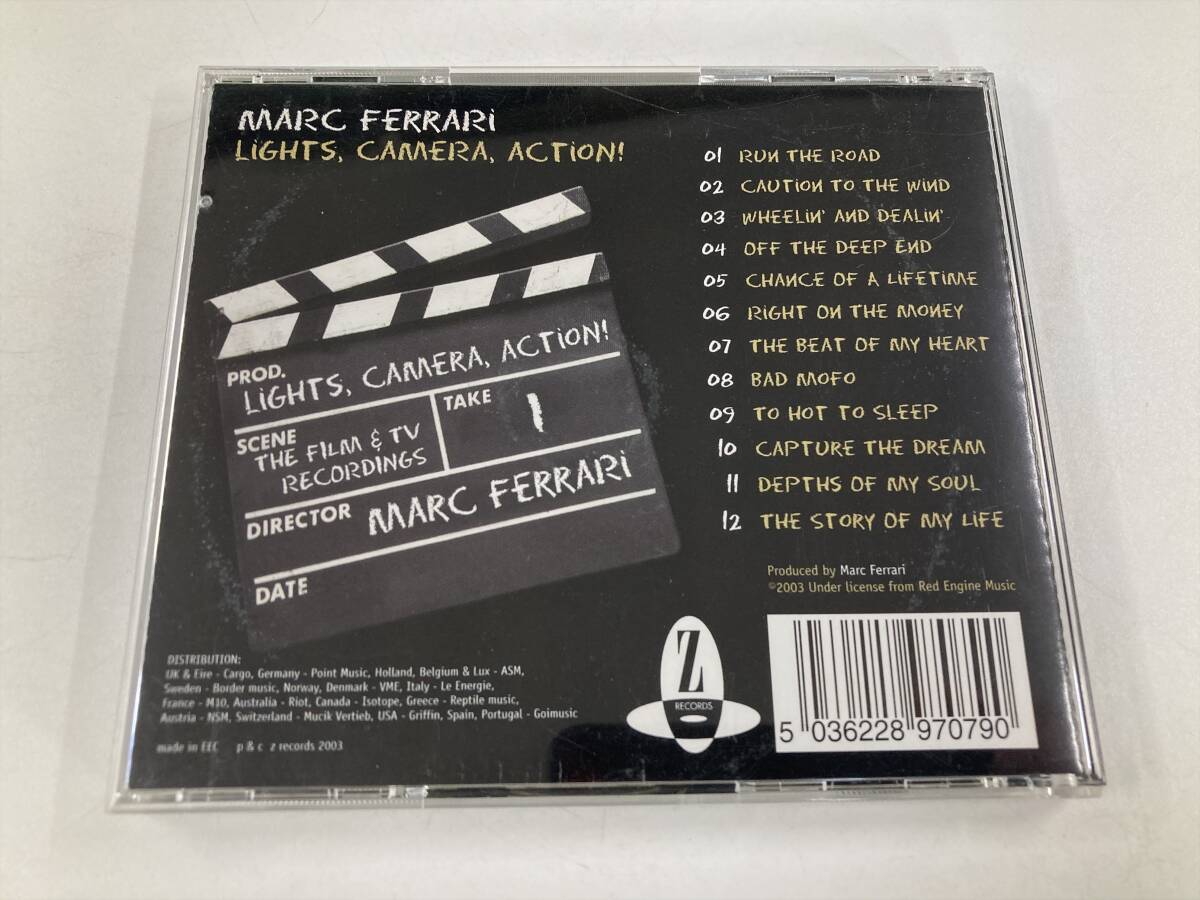 MARC FERRARI
LIGHTS, CAMERA, ACTION!
PROD.
LIGHTS, CAMERA, ACTION!
SCENE
THE FILM & TV
RECORDINGS
TAKE
1
DIRECTOR
MARC FERRARI
DATE
01 RUN THE ROAD
02 CAUTION TO THE WIND
03 WHEELIN' AND DEALIN'
04 OFF THE DEEP END
05 CHANCE OF A LIFETIME
06 RIGHT ON THE MONEY
07 THE BEAT OF MY HEART
08 BAD MOFO
09 TO HOT TO SLEEP
10 CAPTURE THE DREAM
11 DEPTHS OF MY SOUL
12 THE STORY OF MY LIFE
Produced by Marc Ferrari
©2003 Under license from Red Engine Music
DISTRIBUTION:
UK & Eire - Cargo, Germany - Point Music, Holland, Belgium & Lux - ASM,
Sweden - Border music, Norway, Denmark - VME, Italy - Le Energie,
France - M10, Australia - Riot, Canada - Isotope, Greece - Reptile music,
Austria - NSM, Switzerland - Mucik Vertieb, USA - Griffin, Spain, Portugal - Goimusic
made in EEC p & c z records 2003
Z
RECORDS
5 036228 970790